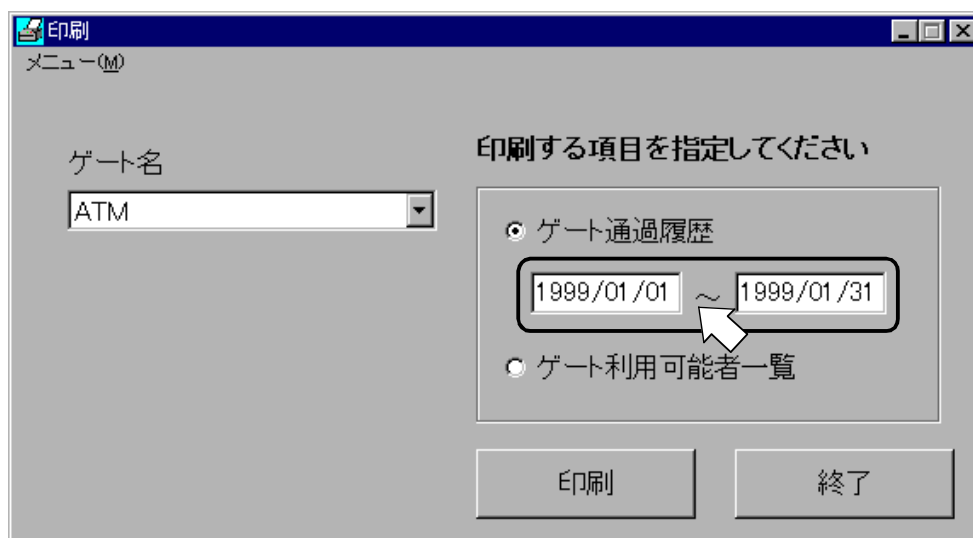 印刷
メニュー(M)
ゲート名
ATM
印刷する項目を指定してください
ゲート通過履歴
1999/01/01 ～ 1999/01/31
ゲート利用可能者一覧
印刷 終了